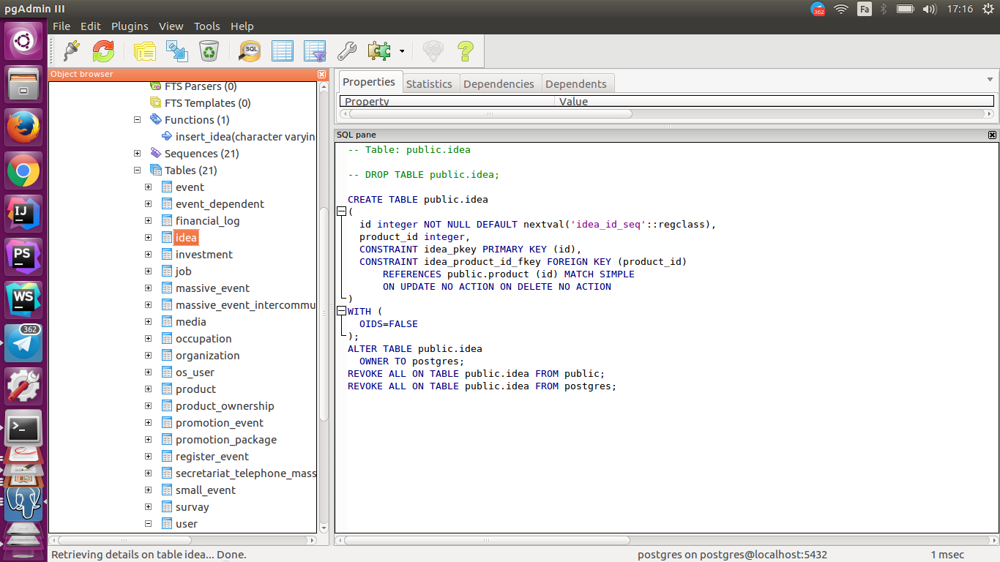 pgAdmin III
362
Fa
17:16
File Edit Plugins View Tools Help
SQL
Object browser
FTS Parsers (0)
FTS Templates (0)
Functions (1)
insert_idea(character varyin
Sequences (21)
Tables (21)
event
event_dependent
financial_log
idea
investment
job
massive_event
massive_event_intercommu
media
occupation
organization
os_user
product
product_ownership
promotion_event
promotion_package
register_event
secretariat_telephone_mass
small_event
survay
user
Properties Statistics Dependencies Dependents
Property Value
SQL pane
-- Table: public.idea
-- DROP TABLE public.idea;
CREATE TABLE public.idea
(
id integer NOT NULL DEFAULT nextval('idea_id_seq'::regclass),
product_id integer,
CONSTRAINT idea_pkey PRIMARY KEY (id),
CONSTRAINT idea_product_id_fkey FOREIGN KEY (product_id)
REFERENCES public.product (id) MATCH SIMPLE
ON UPDATE NO ACTION ON DELETE NO ACTION
)
WITH (
OIDS=FALSE
);
ALTER TABLE public.idea
OWNER TO postgres;
REVOKE ALL ON TABLE public.idea FROM public;
REVOKE ALL ON TABLE public.idea FROM postgres;
IJ
PS
WS
362
>_
Retrieving details on table idea... Done.
postgres on postgres@localhost:5432
1 msec